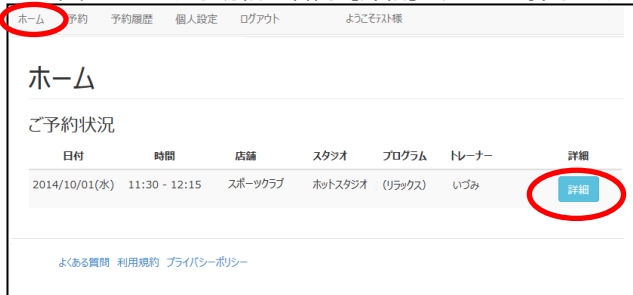 ホーム 予約 予約履歴 個人設定 ログアウト ようこそテスト様
ホーム
ご予約状況
日付 時間 店舗 スタジオ プログラム トレーナー 詳細
2014/10/01(水) 11:30 - 12:15 スポーツクラブ ホットスタジオ (リラックス) いづみ 詳細
よくある質問 利用規約 プライバシーポリシー